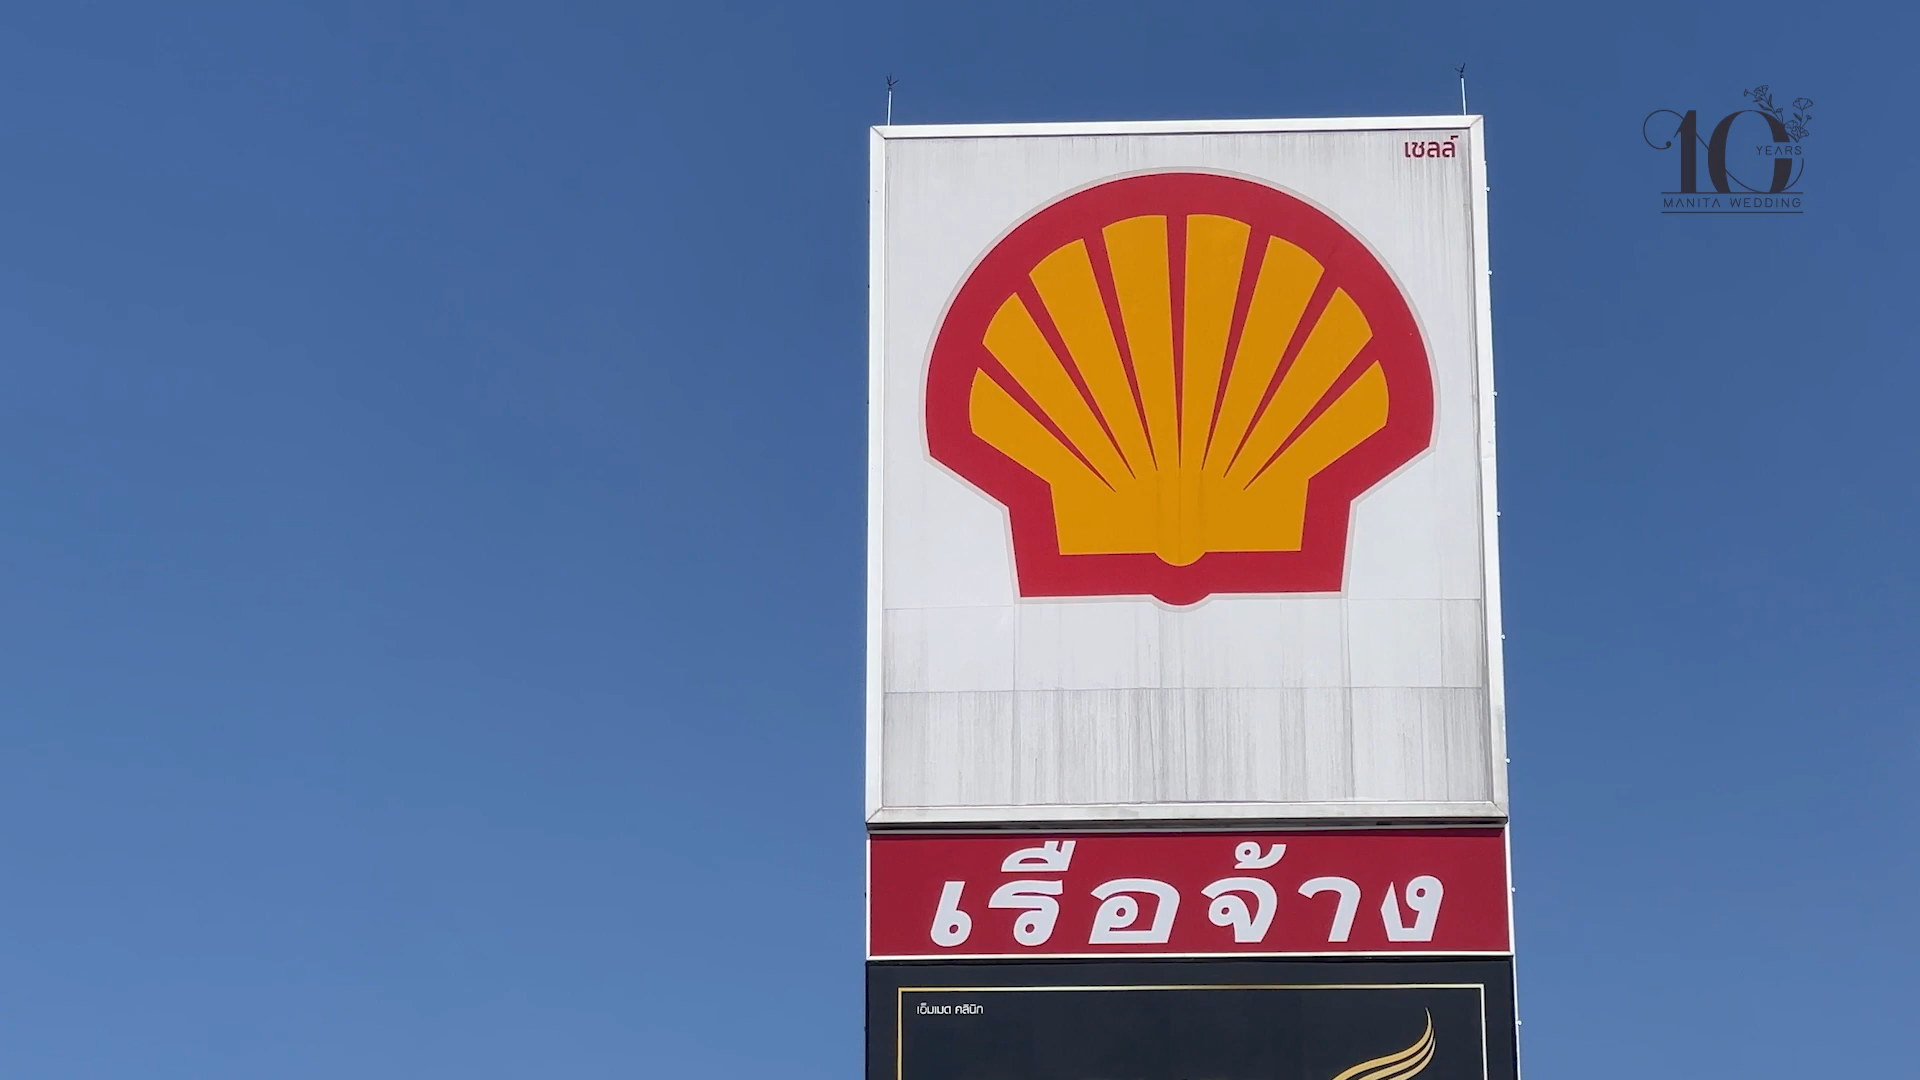 เชลล์
10
YEARS
MANITA WEDDING
เรือจ้าง
เอ็มเมด คลินิก